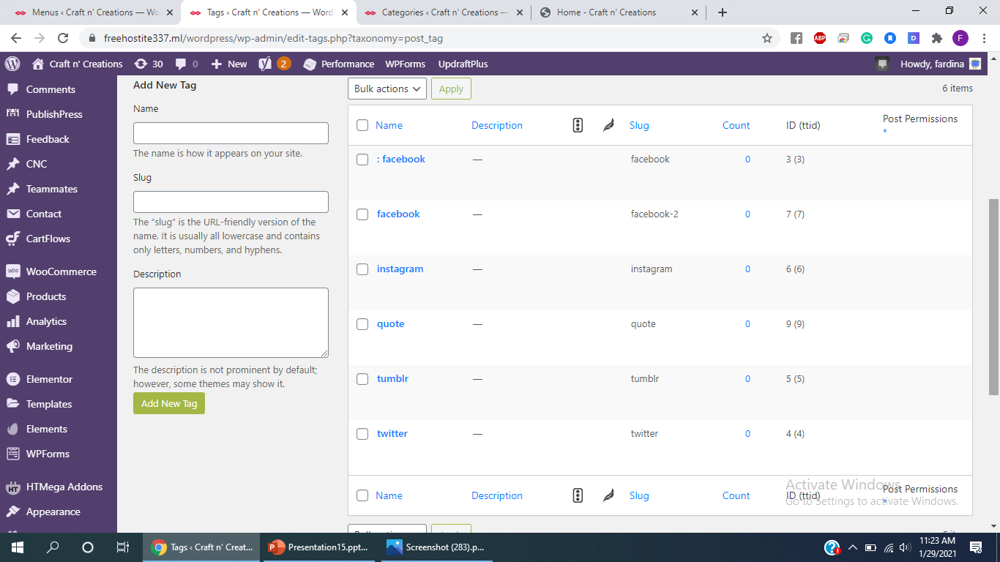 Menus ‹ Craft n' Creations — Wo
Tags ‹ Craft n' Creations — Word
Categories ‹ Craft n' Creations —
Home - Craft n' Creations
freehostite337.ml/wordpress/wp-admin/edit-tags.php?taxonomy=post_tag
ABP
G
D
F
Craft n' Creations
30
0
New
2
Performance
WPForms
UpdraftPlus
Howdy, fardina
Comments
PublishPress
Feedback
CNC
Teammates
Contact
CartFlows
WooCommerce
Products
Analytics
Marketing
Elementor
Templates
Elements
WPForms
HTMega Addons
Appearance
Add New Tag
Name
The name is how it appears on your site.
Slug
The “slug” is the URL-friendly version of the
name. It is usually all lowercase and contains
only letters, numbers, and hyphens.
Description
The description is not prominent by default;
however, some themes may show it.
Add New Tag
Bulk actions
Apply
6 items
Name Description Slug Count ID (ttid) Post Permissions
*
: facebook — facebook 0 3 (3)
facebook — facebook-2 0 7 (7)
instagram — instagram 0 6 (6)
quote — quote 0 9 (9)
tumblr — tumblr 0 5 (5)
twitter — twitter 0 4 (4)
Name Description Slug Count ID (ttid) Post Permissions
*
Activate Windows
Go to Settings to activate Windows.
Tags ‹ Craft n' Creat...
Presentation15.ppt...
Screenshot (283).p...
11:23 AM
1/29/2021